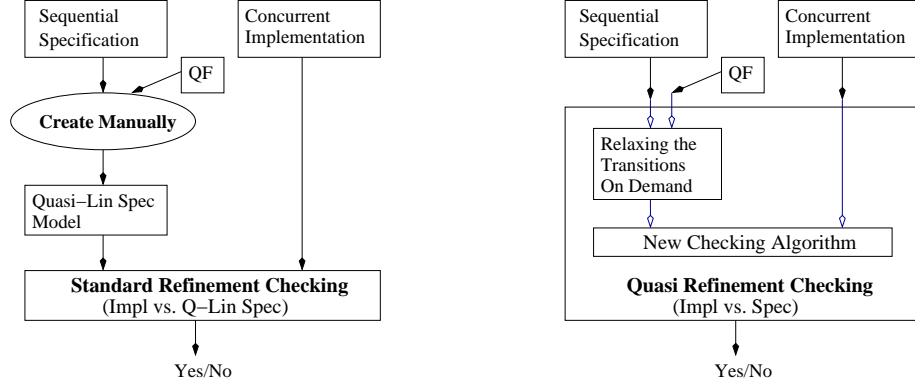 Sequential
Specification
Concurrent
Implementation
QF
Create Manually
Quasi−Lin Spec
Model
Standard Refinement Checking
(Impl vs. Q−Lin Spec)
Yes/No
Sequential
Specification
Concurrent
Implementation
QF
Relaxing the
Transitions
On Demand
New Checking Algorithm
Quasi Refinement Checking
(Impl vs. Spec)
Yes/No